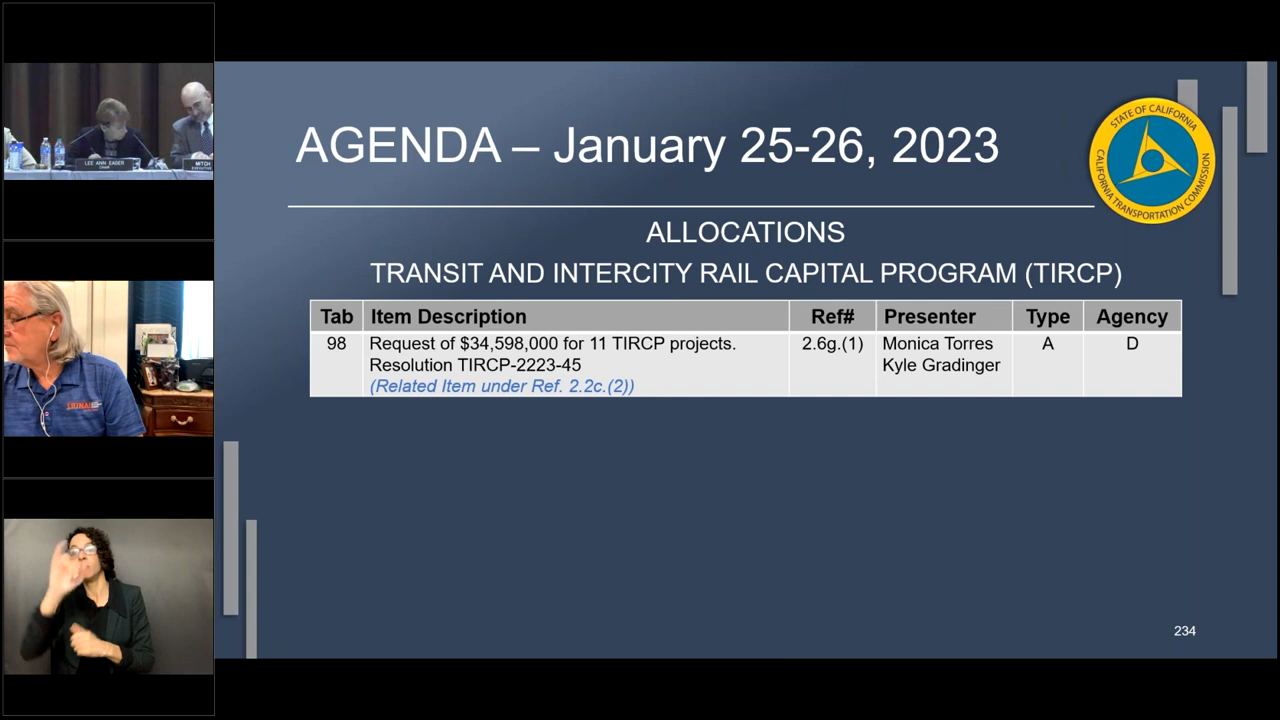 LEE ANN EAGER
CHAIR
MITCH
EXECUTIVE
AGENDA – January 25-26, 2023
STATE OF CALIFORNIA
CALIFORNIA TRANSPORTATION COMMISSION
ALLOCATIONS
TRANSIT AND INTERCITY RAIL CAPITAL PROGRAM (TIRCP)
Tab Item Description Ref# Presenter Type Agency
98 Request of $34,598,000 for 11 TIRCP projects. 2.6g.(1) Monica Torres A D
Resolution TIRCP-2223-45 Kyle Gradinger
(Related Item under Ref. 2.2c.(2))
234